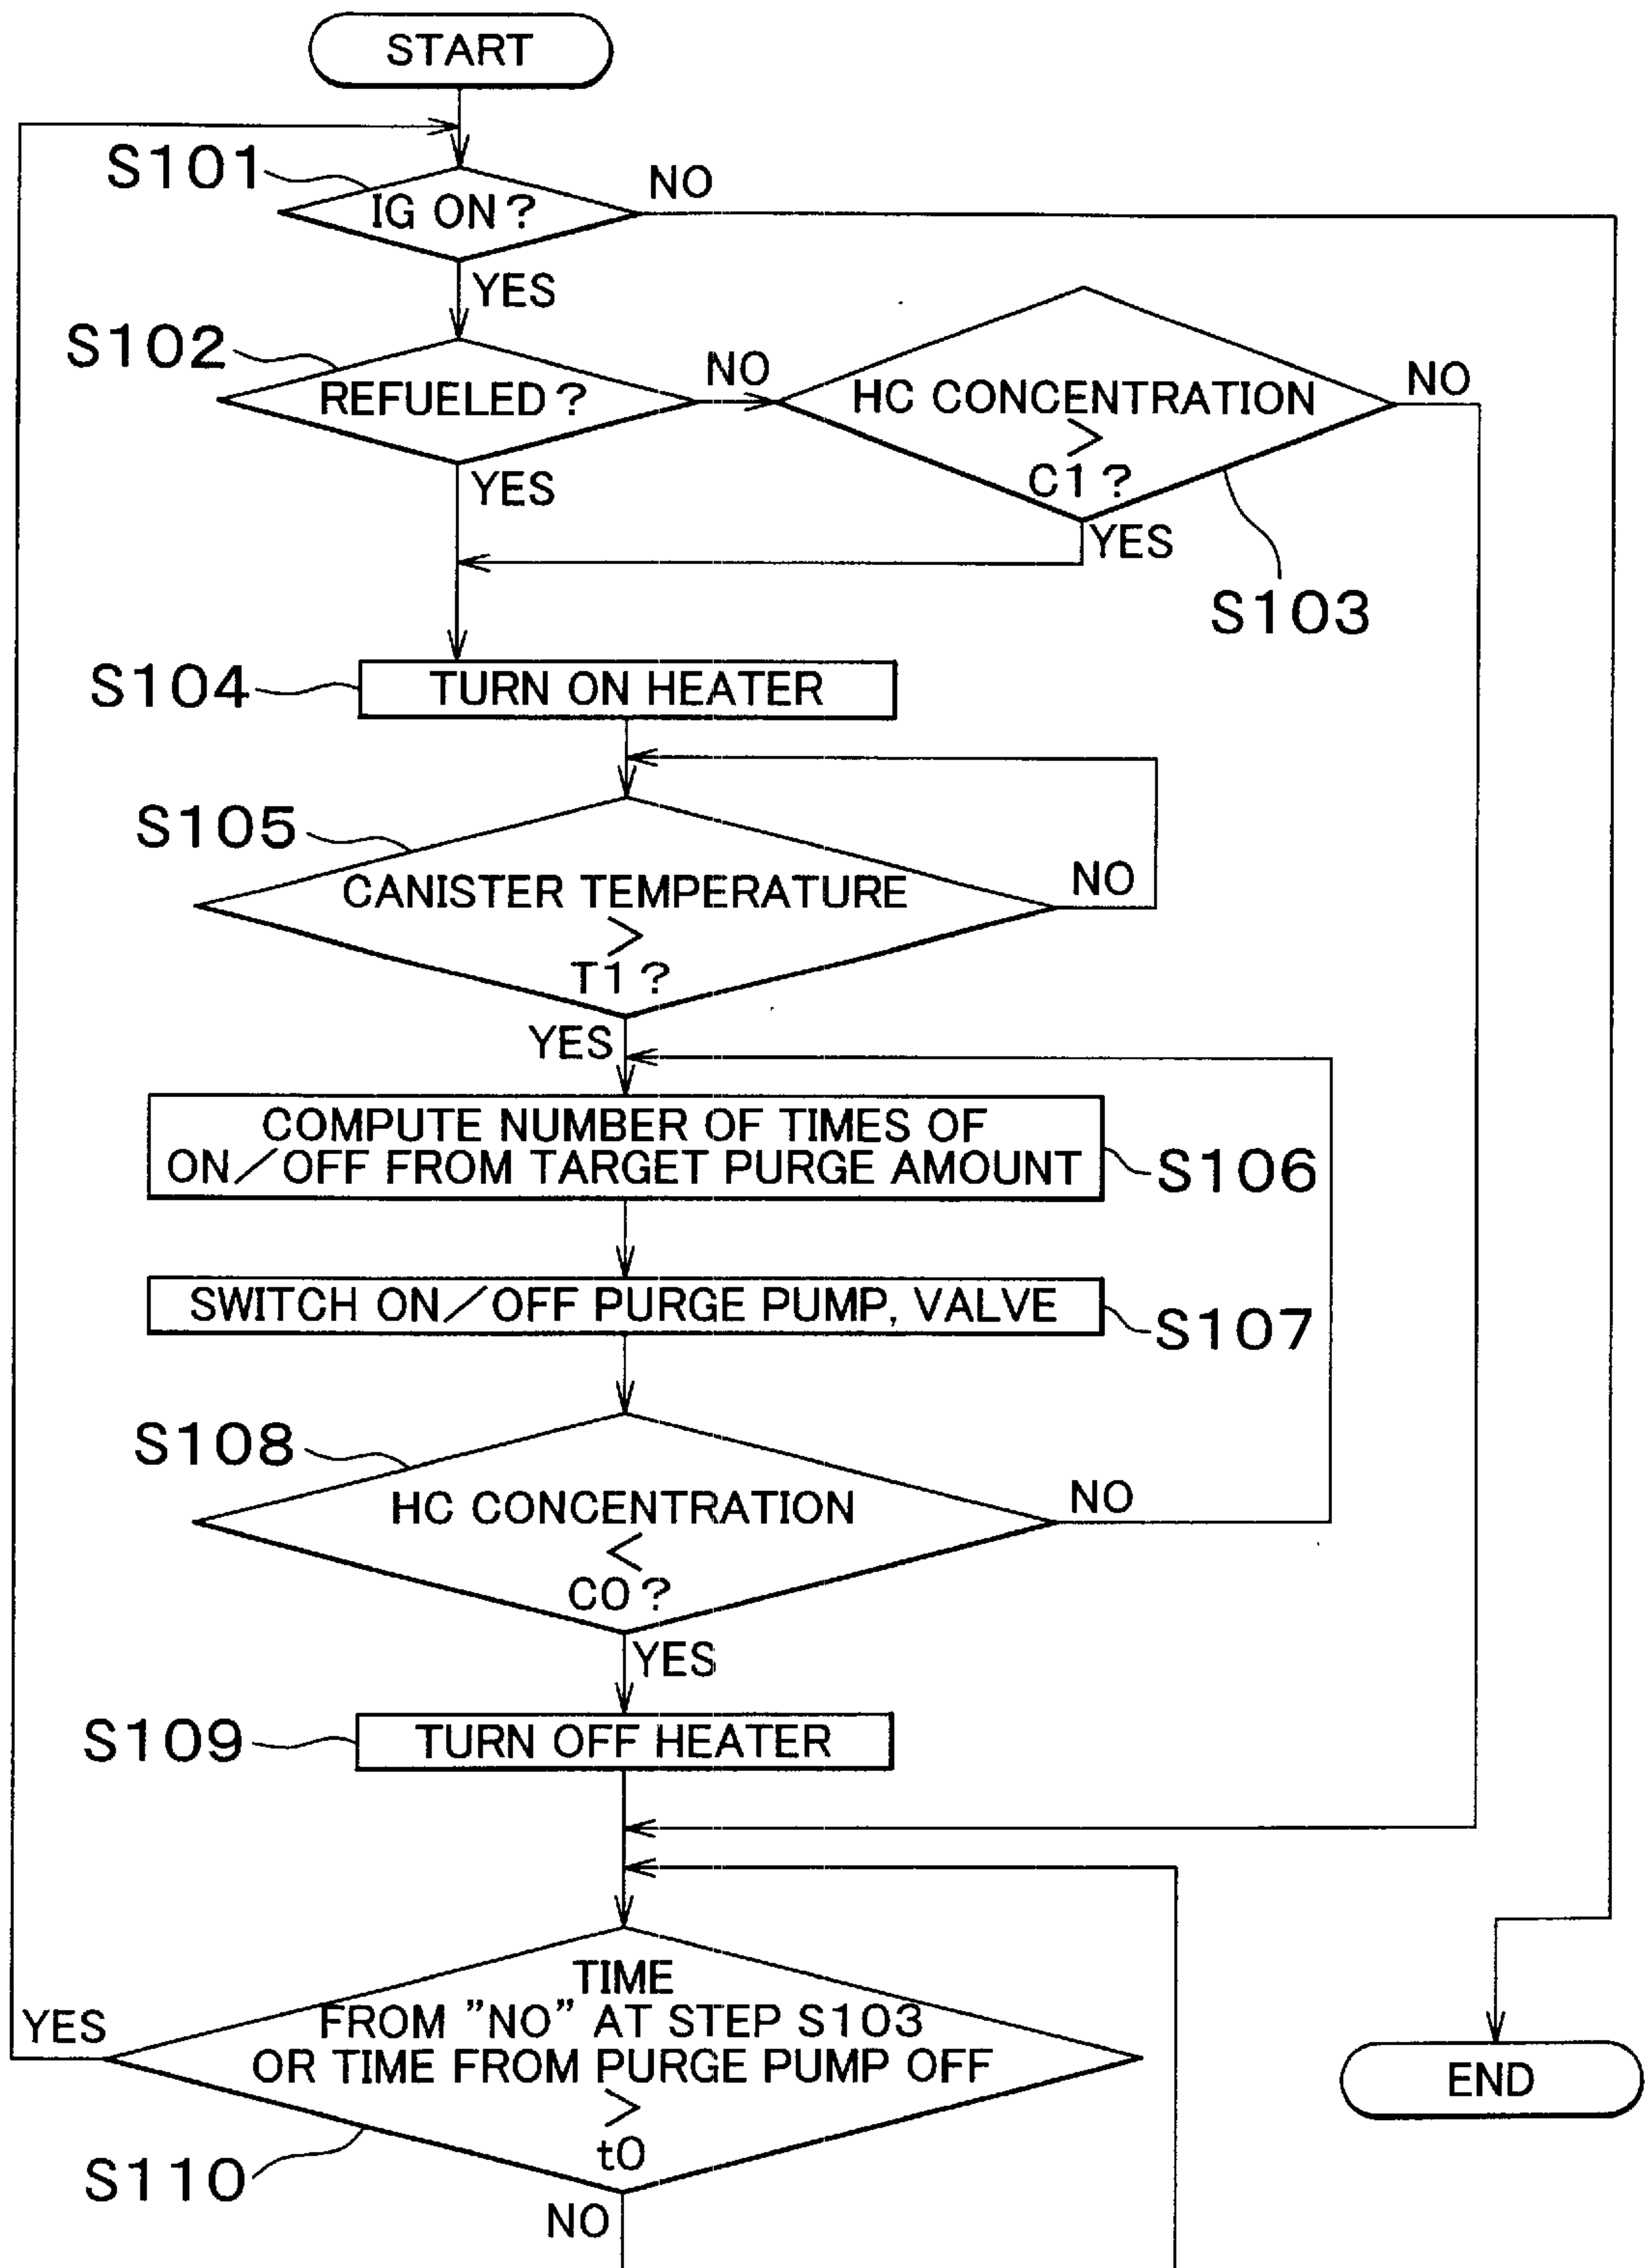 START
S101
IG ON?
NO
YES
S102
REFUELED?
NO
HC CONCENTRATION
>
C1?
NO
YES
YES
S103
S104
TURN ON HEATER
S105
CANISTER TEMPERATURE
>
T1?
NO
YES
COMPUTE NUMBER OF TIMES OF
ON/OFF FROM TARGET PURGE AMOUNT
S106
SWITCH ON/OFF PURGE PUMP, VALVE
S107
S108
HC CONCENTRATION
<
C0?
NO
YES
S109
TURN OFF HEATER
TIME
FROM "NO" AT STEP S103
OR TIME FROM PURGE PUMP OFF
>
t0
YES
S110
NO
END